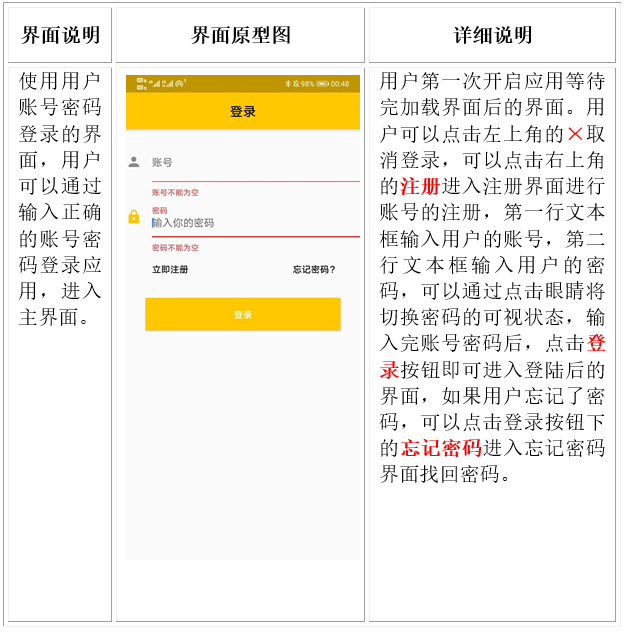 界面说明
界面原型图
详细说明
使用用户
账号密码
登录的界
面，用户
可以通过
输入正确
的账号密
码登录应
用，进入
主界面。
98% 00:48
登录
账号
账号不能为空
密码
输入你的密码
密码不能为空
立即注册 忘记密码？
登录
用户第一次开启应用等待
完加载界面后的界面。用
户可以点击左上角的×取
消登录，可以点击右上角
的注册进入注册界面进行
账号的注册，第一行文本
框输入用户的账号，第二
行文本框输入用户的密
码，可以通过点击眼睛将
切换密码的可视状态，输
入完账号密码后，点击登
录按钮即可进入登陆后的
界面，如果用户忘记了密
码，可以点击登录按钮下
的忘记密码进入忘记密码
界面找回密码。